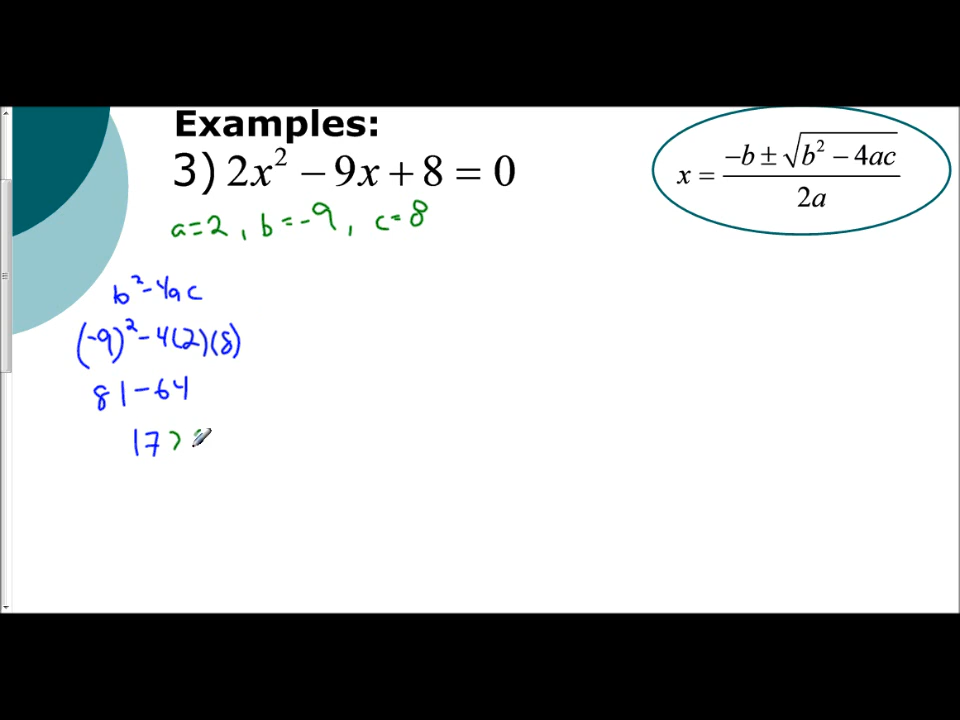 Examples:
3) 2x² − 9x + 8 = 0
x = (−b ± √(b² − 4ac)) / 2a
a=2, b=-9, c=8
b²-4ac
(-9)²-4(2)(8)
81-64
17>